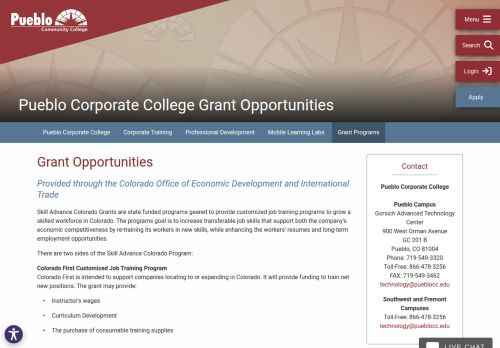 Pueblo
Community College
Menu
Search
Login
Apply
Pueblo Corporate College Grant Opportunities
Pueblo Corporate College
Corporate Training
Professional Development
Mobile Learning Labs
Grant Programs
Grant Opportunities
Provided through the Colorado Office of Economic Development and International
Trade
Skill Advance Colorado Grants are state funded programs geared to provide customized job training programs to grow a
skilled workforce in Colorado. The programs goal is to increase transferable job skills that support both the company's
economic competitiveness by re-training its workers in new skills, while enhancing the workers' resumes and long-term
employment opportunities.
There are two sides of the Skill Advance Colorado Program:
Colorado First Customized Job Training Program
Colorado First is intended to support companies locating to or expanding in Colorado. It will provide funding to train net
new positions. The grant may provide:
• Instructor's wages
• Curriculum Development
• The purchase of consumable training supplies
Contact
Pueblo Corporate College
Pueblo Campus
Gorsich Advanced Technology
Center
900 West Orman Avenue
GC 201 B
Pueblo, CO 81004
Phone: 719-549-3320
Toll-Free: 866-478-3256
FAX: 719-549-3462
technology@pueblocc.edu
Southwest and Fremont
Campuses
Toll-Free: 866-478-3256
technology@pueblocc.edu
LIVE CHAT